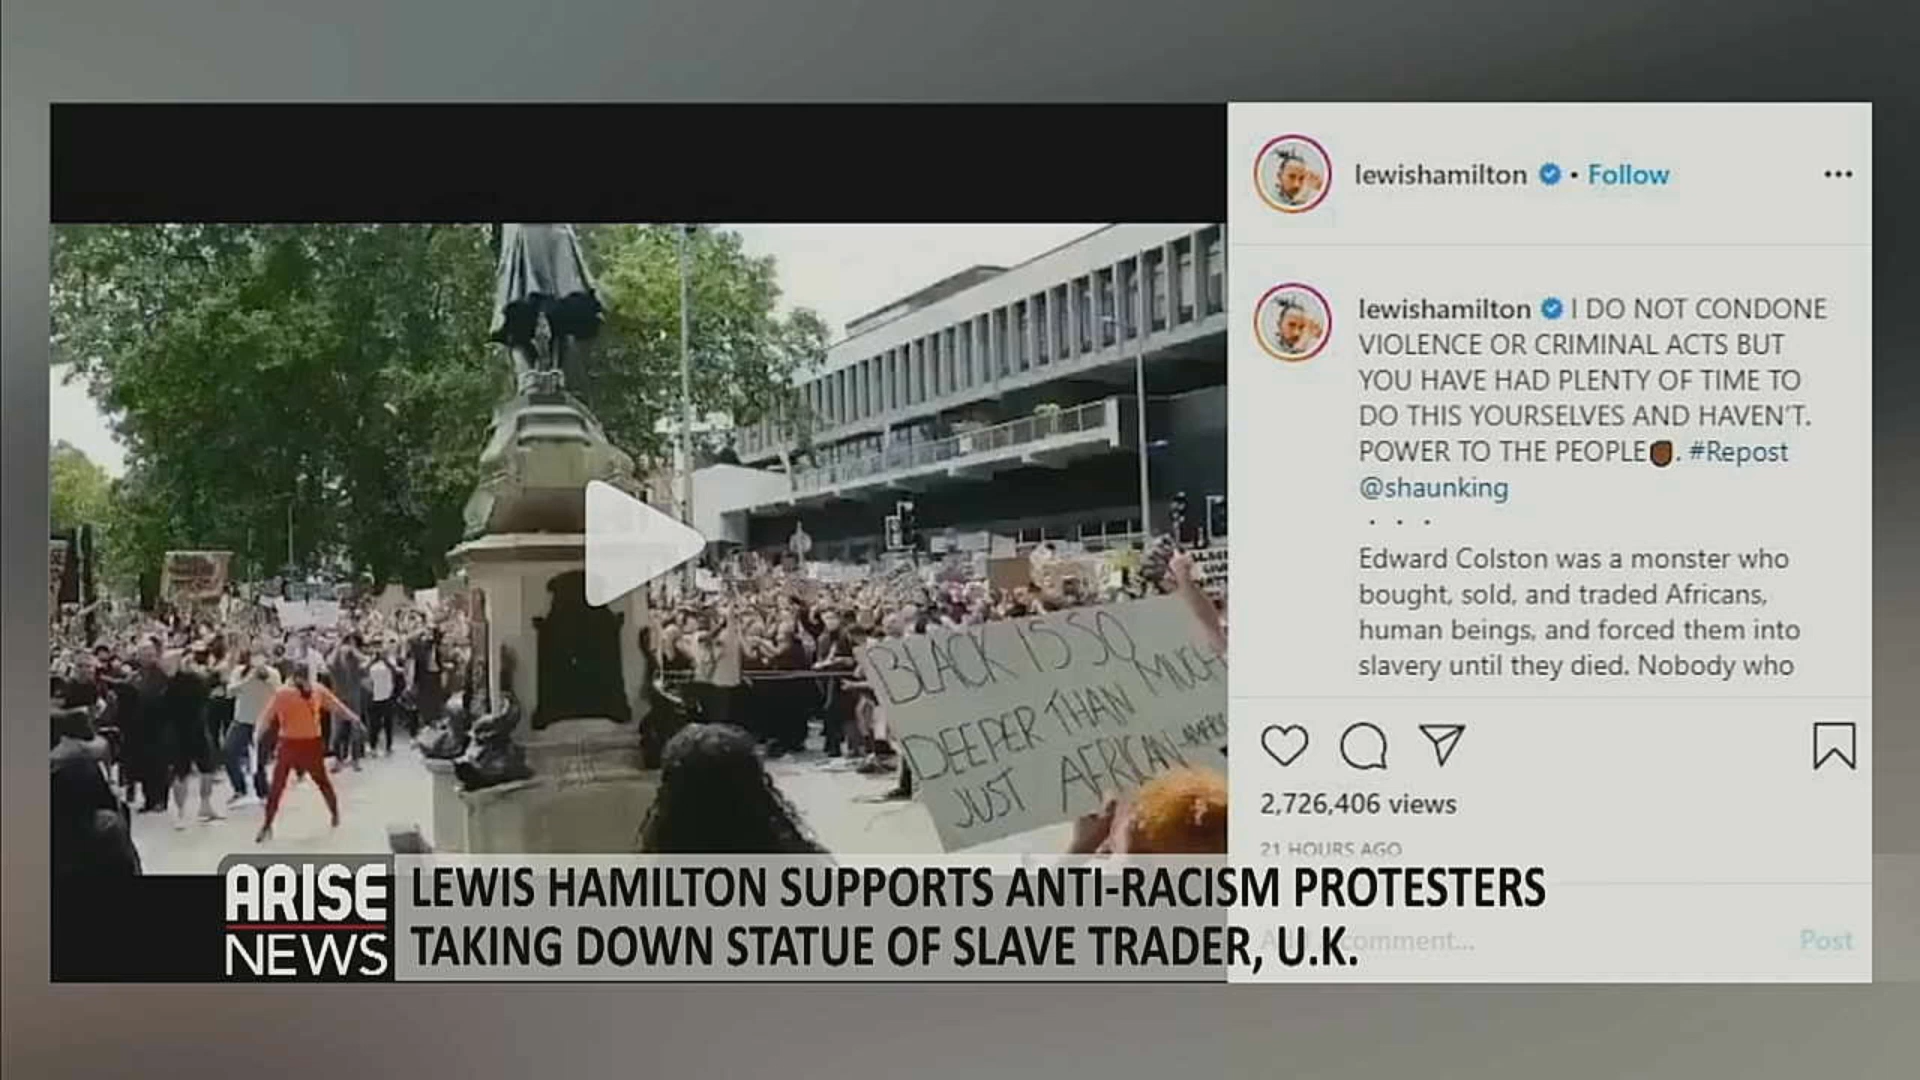 lewishamilton • Follow
lewishamilton I DO NOT CONDONE
VIOLENCE OR CRIMINAL ACTS BUT
YOU HAVE HAD PLENTY OF TIME TO
DO THIS YOURSELVES AND HAVEN'T.
POWER TO THE PEOPLE✊🏾. #Repost
@shaunking
. . .
Edward Colston was a monster who
bought, sold, and traded Africans,
human beings, and forced them into
slavery until they died. Nobody who
BLACK IS SO
MUCH
DEEPER THAN
JUST AFRICAN-
2,726,406 views
21 HOURS AGO
comment...
Post
ARISE
NEWS
LEWIS HAMILTON SUPPORTS ANTI-RACISM PROTESTERS
TAKING DOWN STATUE OF SLAVE TRADER, U.K.